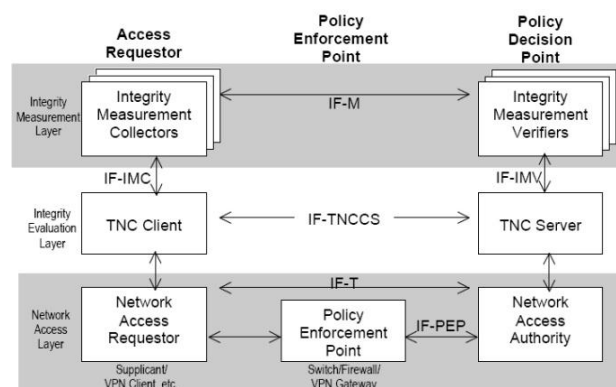 Access
Requestor
Policy
Enforcement
Point
Policy
Decision
Point
Integrity
Measurement
Layer
Integrity
Measurement
Collectors
IF-M
Integrity
Measurement
Verifiers
IF-IMC
IF-IMV
Integrity
Evaluation
Layer
TNC Client
IF-TNCCS
TNC Server
IF-T
Network
Access
Layer
Network
Access
Requestor
Policy
Enforcement
Point
IF-PEP
Network
Access
Authority
Supplicant/
VPN Client, etc.
Switch/Firewall/
VPN Gateway